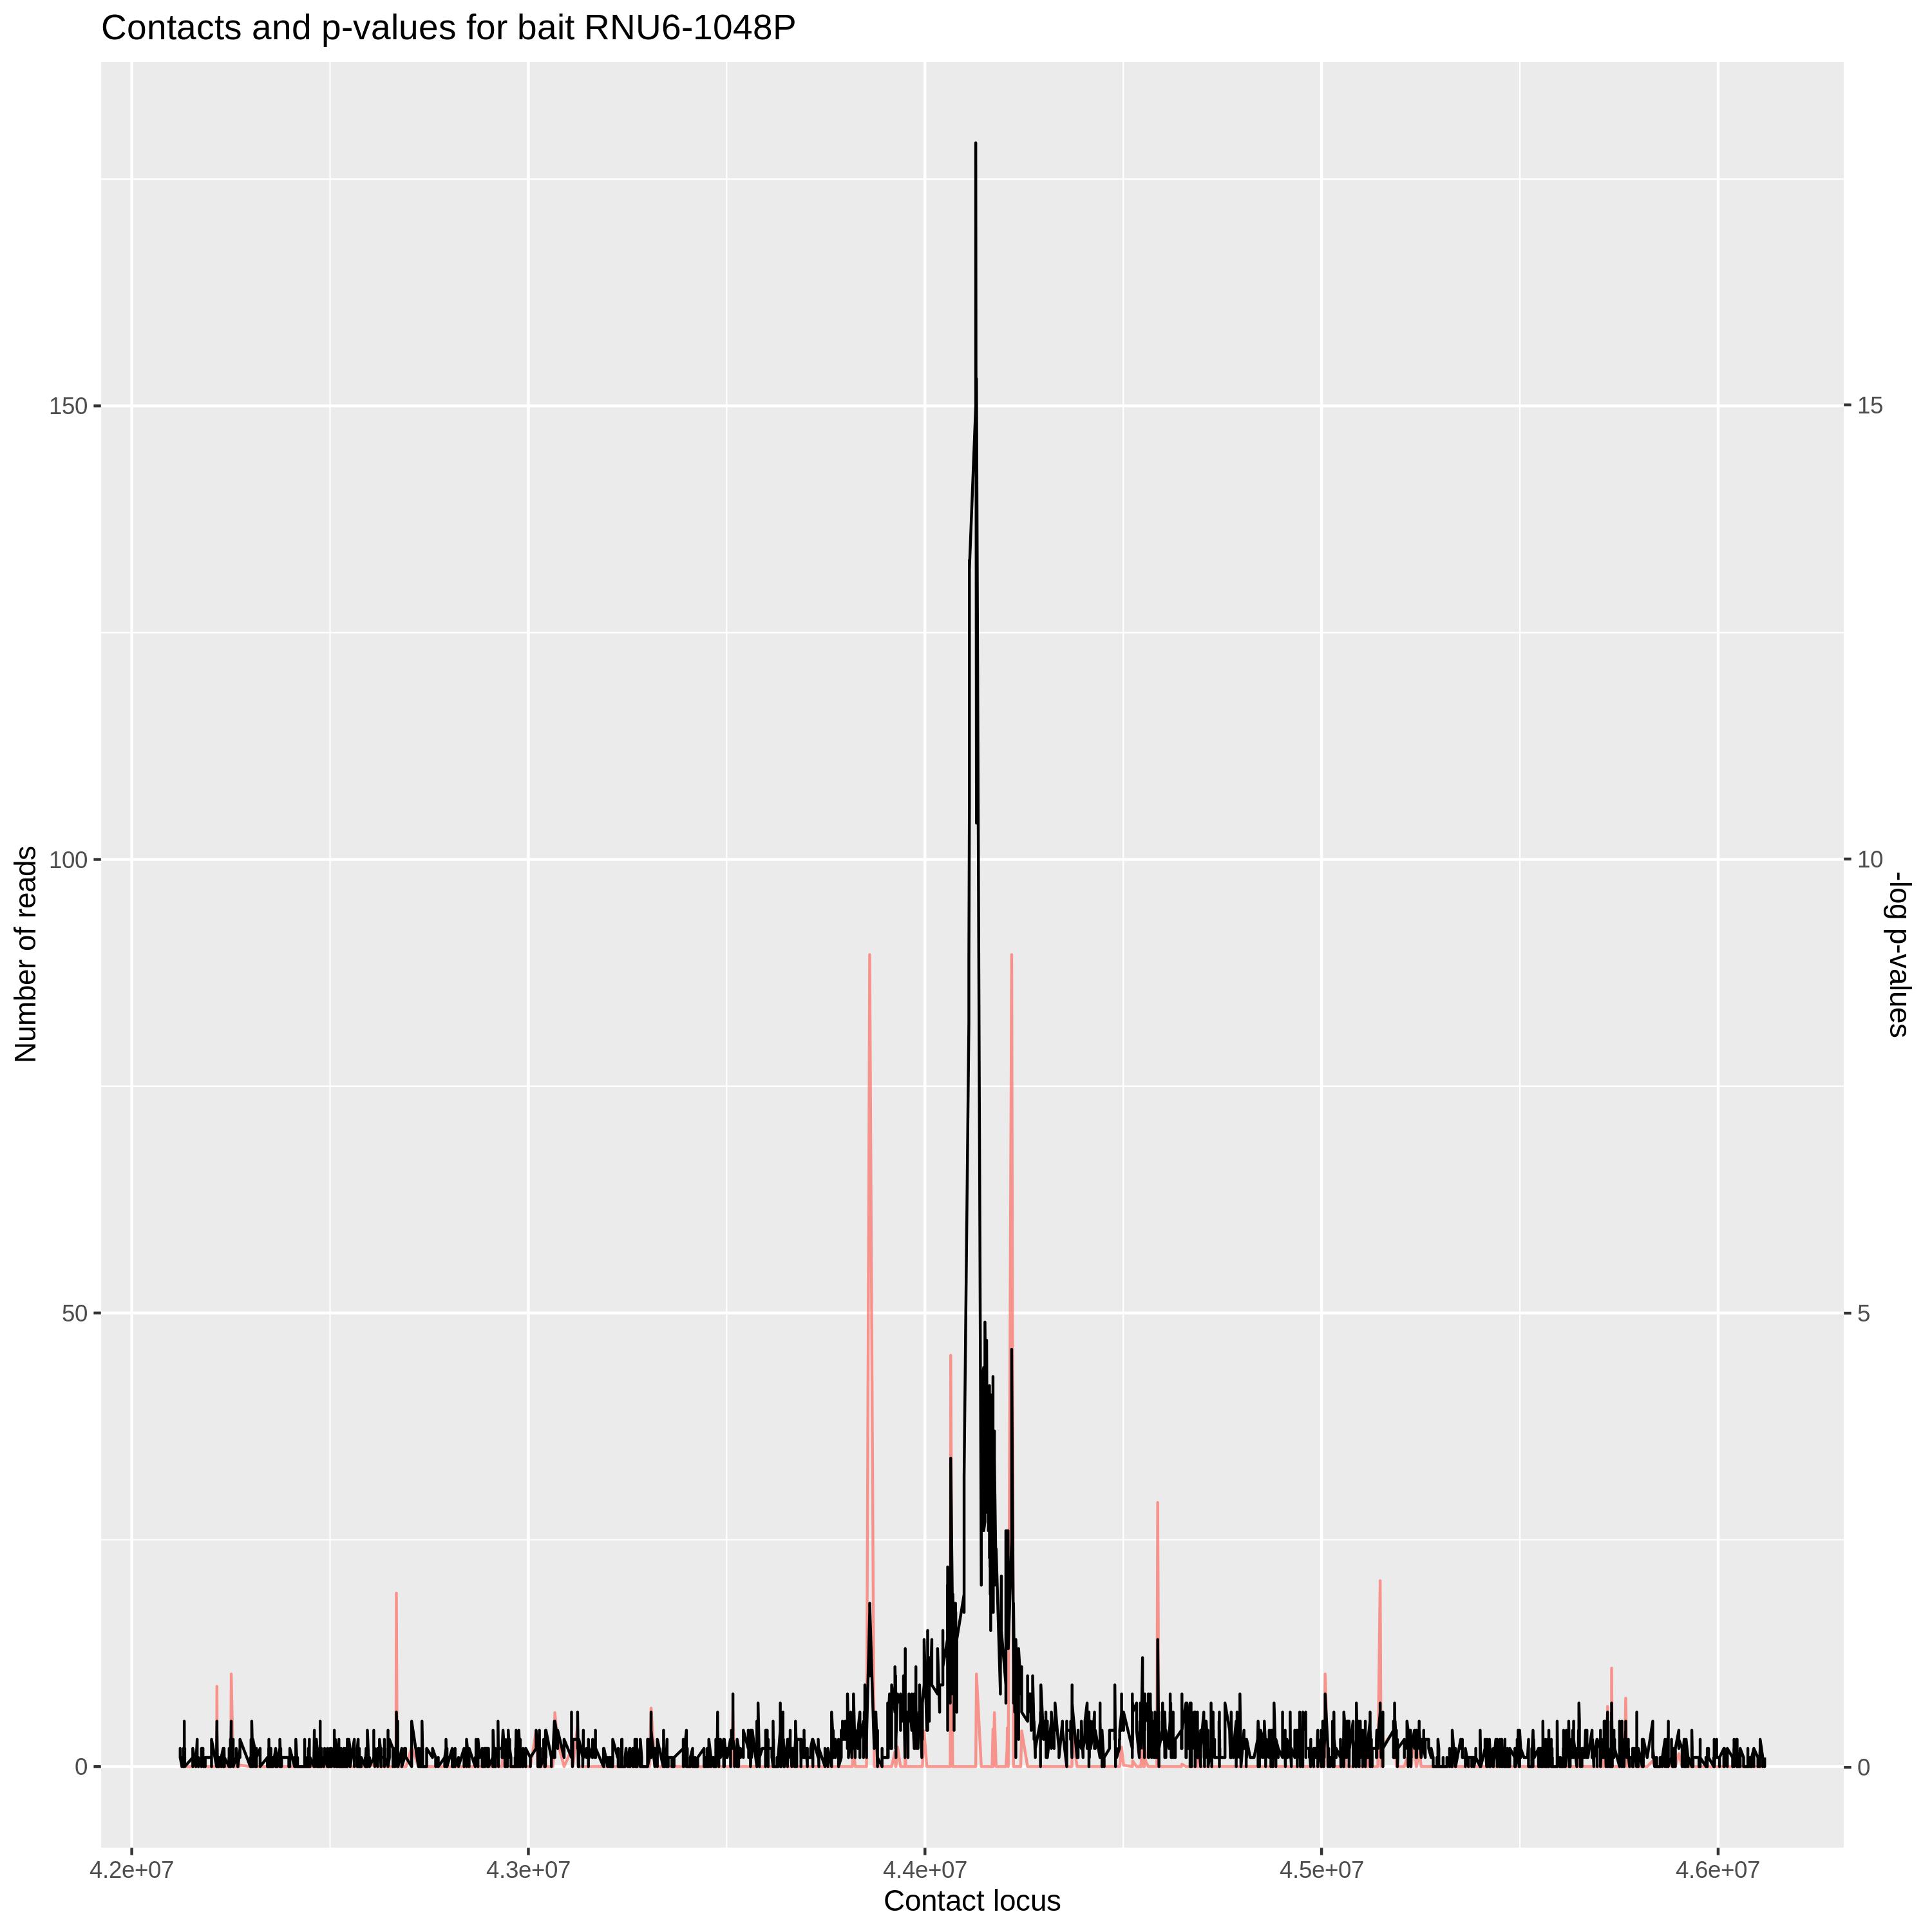 Contacts and p-values for bait RNU6-1048P
150
100
50
0
Number of reads
15
10
5
0
-log p-values
4.2e+07
4.3e+07
4.4e+07
4.5e+07
4.6e+07
Contact locus